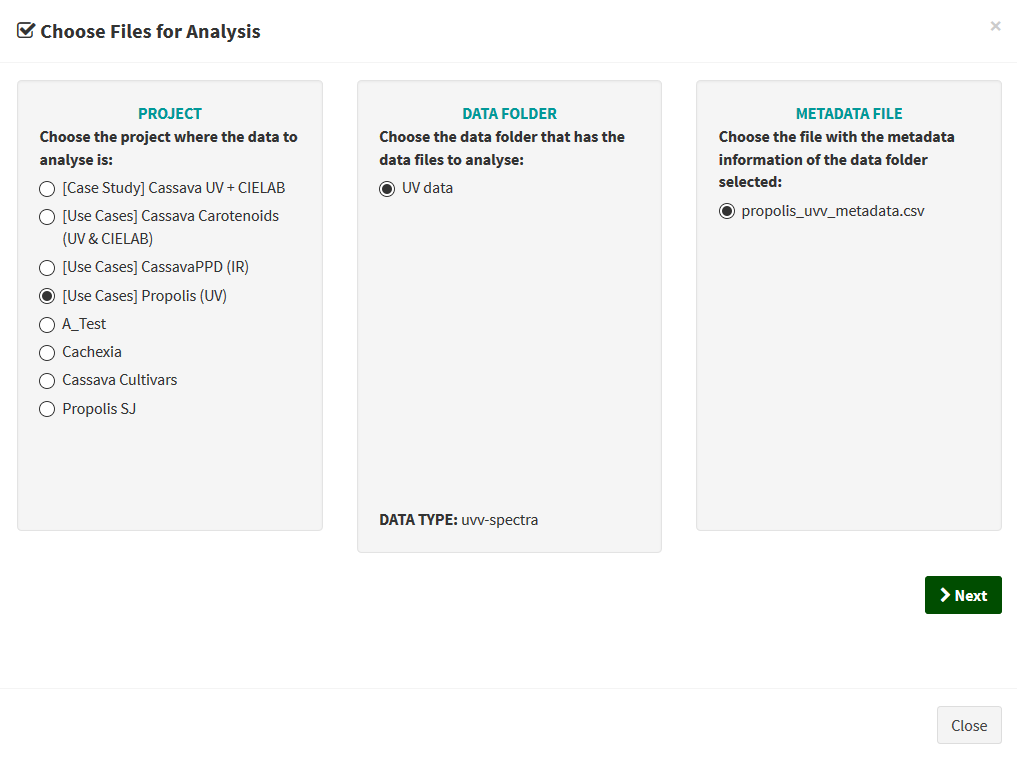 Choose Files for Analysis
×
PROJECT
Choose the project where the data to
analyse is:
[Case Study] Cassava UV + CIELAB
[Use Cases] Cassava Carotenoids
(UV & CIELAB)
[Use Cases] CassavaPPD (IR)
[Use Cases] Propolis (UV)
A_Test
Cachexia
Cassava Cultivars
Propolis SJ
DATA FOLDER
Choose the data folder that has the
data files to analyse:
UV data
DATA TYPE: uvv-spectra
METADATA FILE
Choose the file with the metadata
information of the data folder
selected:
propolis_uvv_metadata.csv
Next
Close